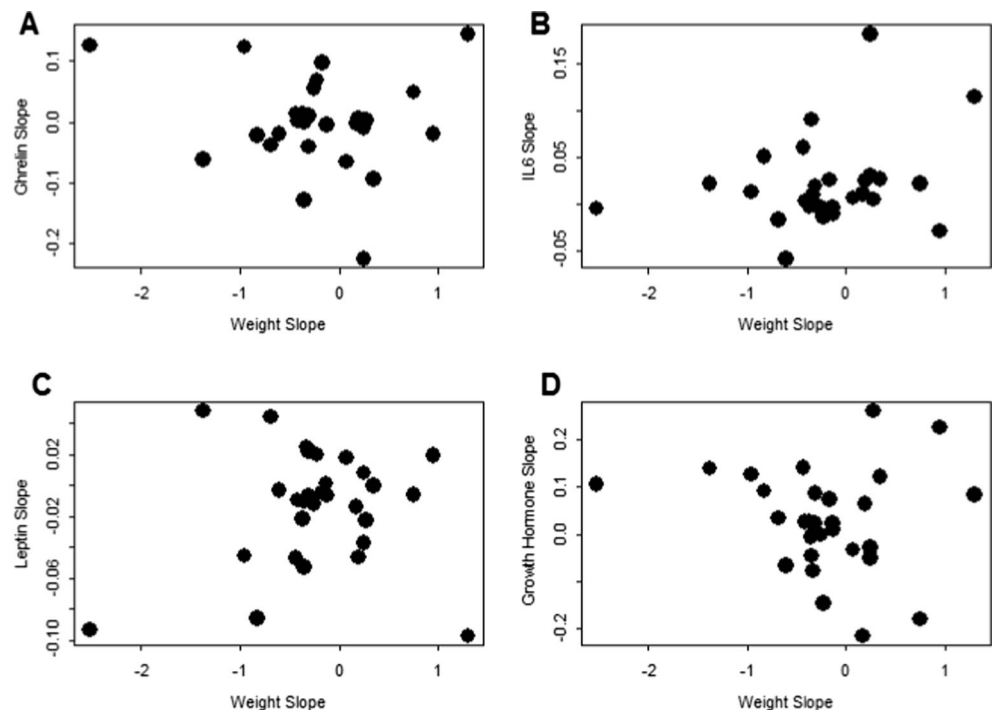 A
Ghrelin Slope
0.1
0.0
-0.1
-0.2
-2 -1 0 1
Weight Slope
B
IL6 Slope
0.15
0.05
-0.05
-2 -1 0 1
Weight Slope
C
Leptin Slope
0.02
-0.02
-0.06
-0.10
-2 -1 0 1
Weight Slope
D
Growth Hormone Slope
0.2
0.1
0.0
-0.2
-2 -1 0 1
Weight Slope